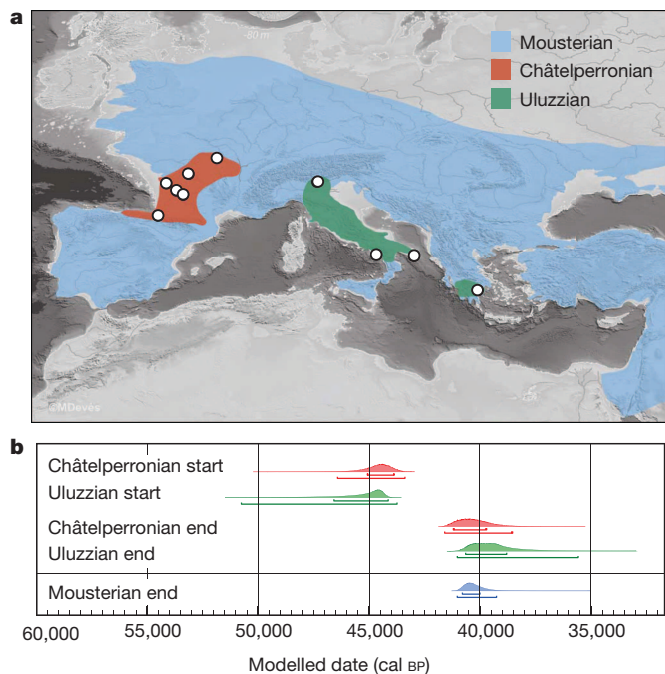 a
-80 m
Mousterian
Châtelperronian
Uluzzian
@MDevès
b
Châtelperronian start
Uluzzian start
Châtelperronian end
Uluzzian end
Mousterian end
60,000 55,000 50,000 45,000 40,000 35,000
Modelled date (cal BP)